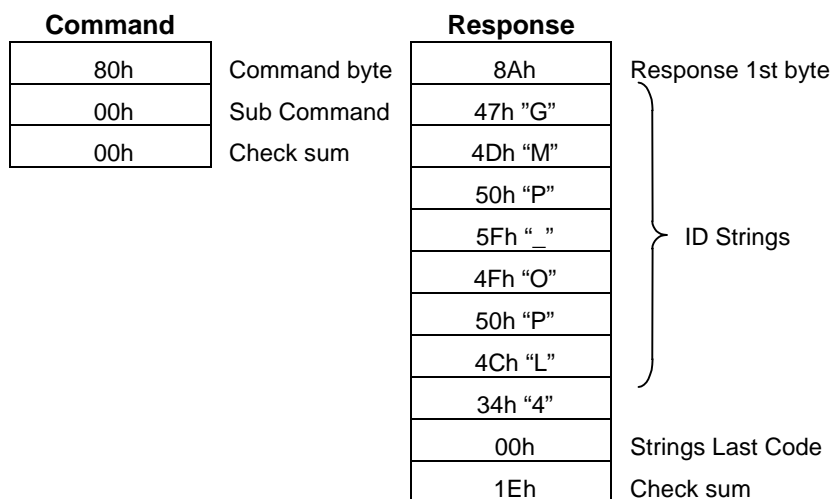 Command Response
80h Command byte 8Ah Response 1st byte
00h Sub Command 47h ”G”
00h Check sum 4Dh “M”
50h “P”
5Fh “_”
ID Strings
4Fh “O”
50h “P”
4Ch “L”
34h “4”
00h Strings Last Code
1Eh Check sum